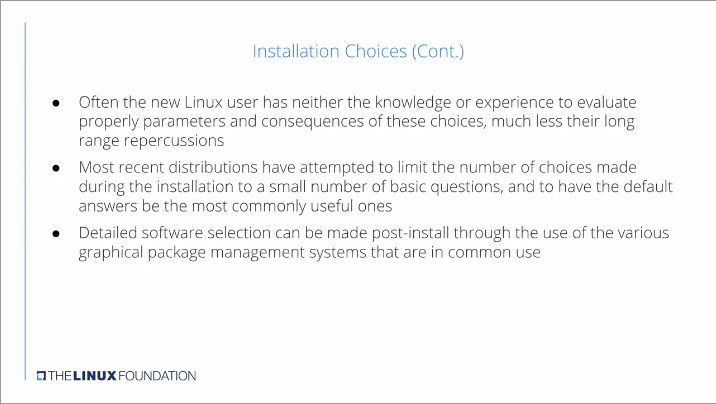 Installation Choices (Cont.)
● Often the new Linux user has neither the knowledge or experience to evaluate
properly parameters and consequences of these choices, much less their long
range repercussions
● Most recent distributions have attempted to limit the number of choices made
during the installation to a small number of basic questions, and to have the default
answers be the most commonly useful ones
● Detailed software selection can be made post-install through the use of the various
graphical package management systems that are in common use
THE LINUX FOUNDATION